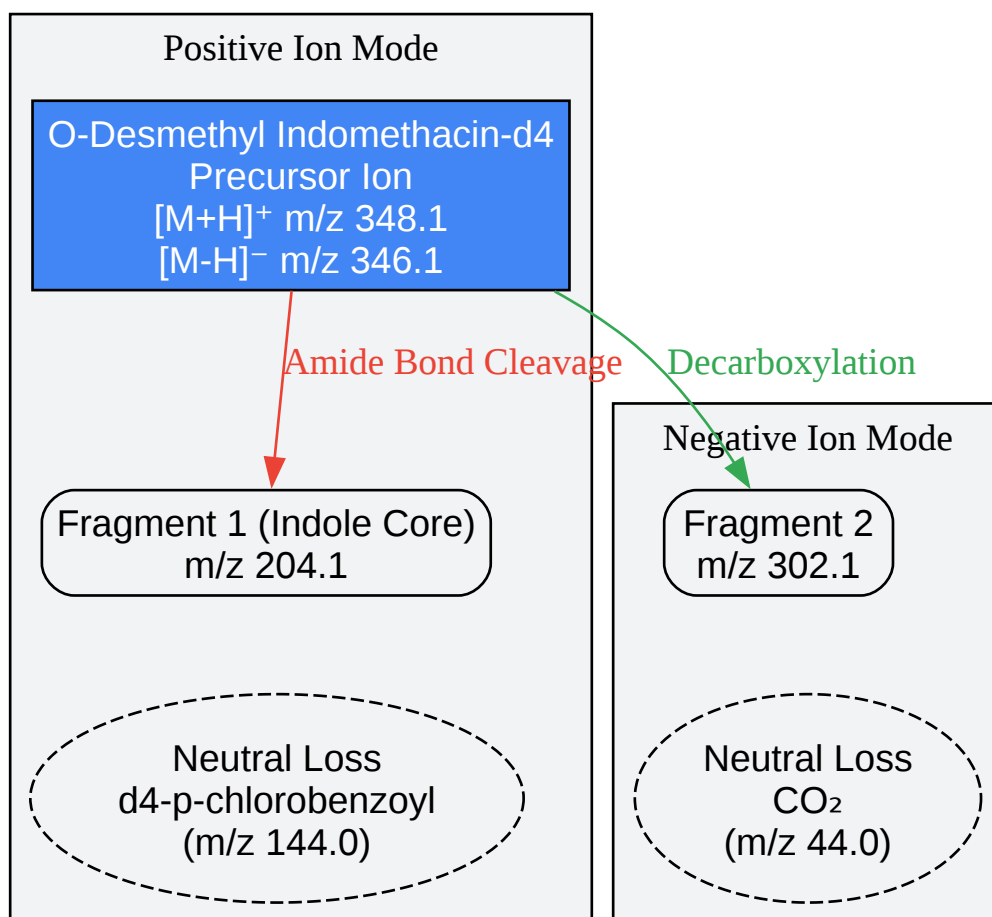 Positive Ion Mode
O-Desmethyl Indomethacin-d4
Precursor Ion
[M+H]⁺ m/z 348.1
[M-H]⁻ m/z 346.1
Amide Bond Cleavage
Decarboxylation
Negative Ion Mode
Fragment 1 (Indole Core)
m/z 204.1
Fragment 2
m/z 302.1
Neutral Loss
d4-p-chlorobenzoyl
(m/z 144.0)
Neutral Loss
CO₂
(m/z 44.0)